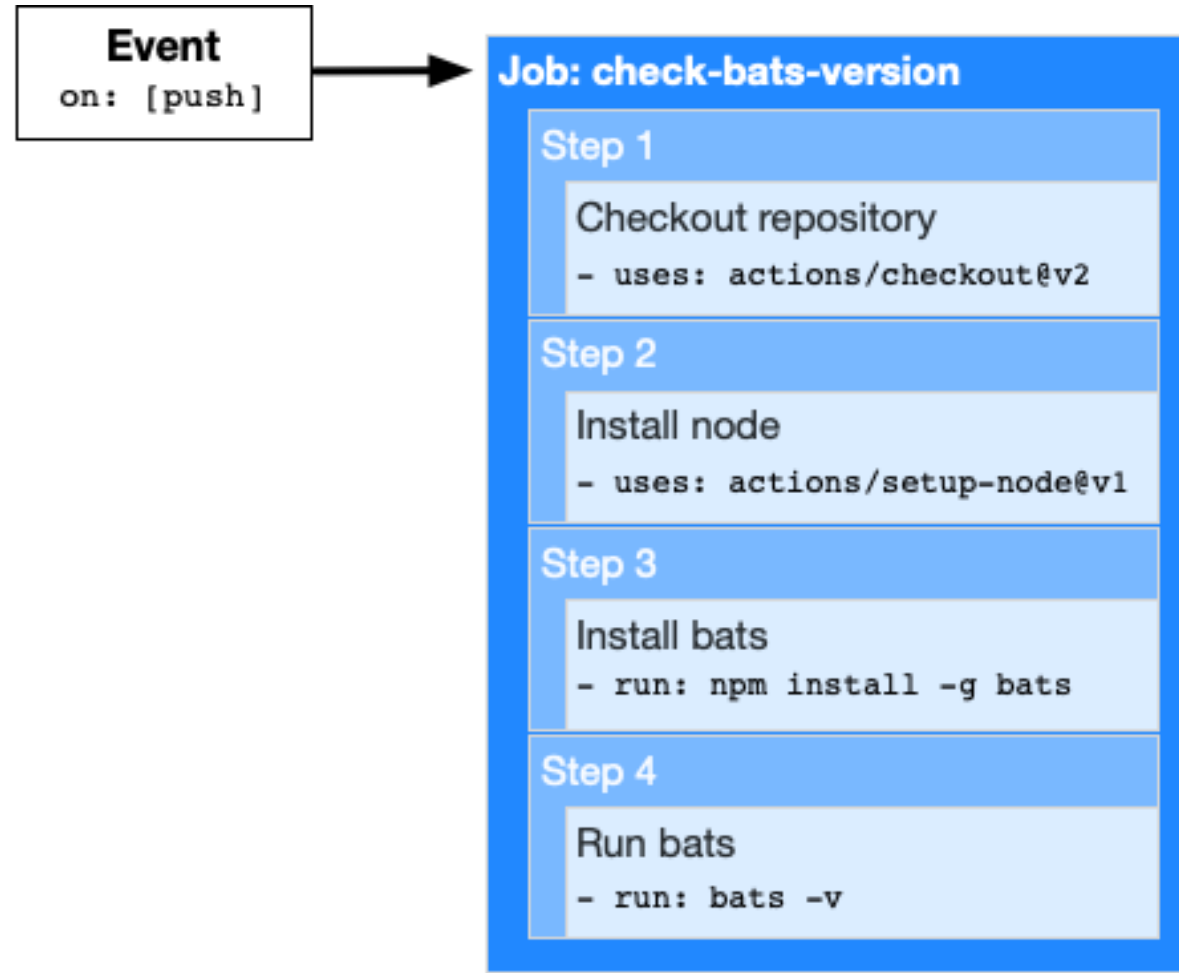 Event
on: [push]
Job: check-bats-version
Step 1
Checkout repository
- uses: actions/checkout@v2
Step 2
Install node
- uses: actions/setup-node@v1
Step 3
Install bats
- run: npm install -g bats
Step 4
Run bats
- run: bats -v